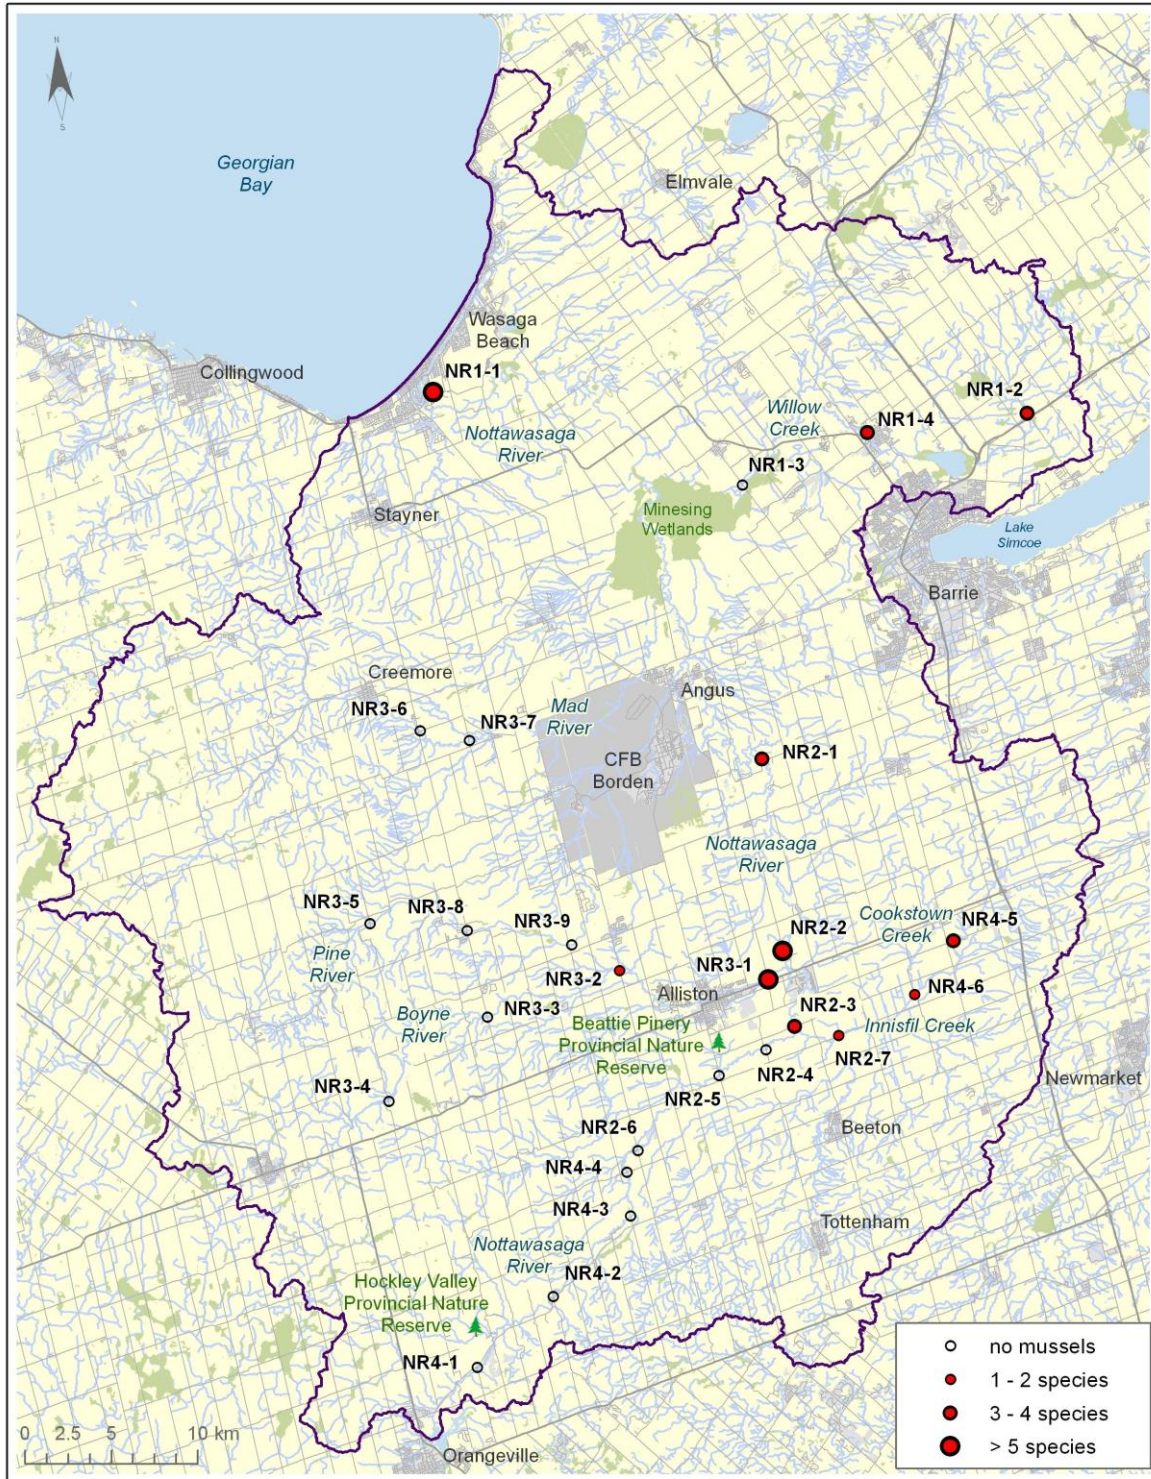 N
S
Georgian
Bay
Elmvale
Wasaga
Beach
Collingwood
NR1-1
Nottawasaga
River
Willow
Creek
NR1-2
NR1-4
NR1-3
Minesing
Wetlands
Stayner
Lake
Simcoe
Barrie
Creemore
Angus
NR3-6
NR3-7
Mad
River
CFB
Borden
NR2-1
Nottawasaga
River
NR3-5
NR3-8
NR3-9
Cookstown
Creek
NR4-5
NR2-2
NR3-1
Pine
River
NR3-2
Alliston
NR4-6
NR3-3
Boyne
River
Beattie Pinery
Provincial Nature
Reserve
NR2-3
Innisfil Creek
NR2-7
NR2-4
NR2-5
Newmarket
NR3-4
NR2-6
Beeton
NR4-4
NR4-3
Tottenham
Nottawasaga
River
NR4-2
Hockley Valley
Provincial Nature
Reserve
NR4-1
no mussels
1 - 2 species
3 - 4 species
> 5 species
0 2.5 5 10 km
Orangeville